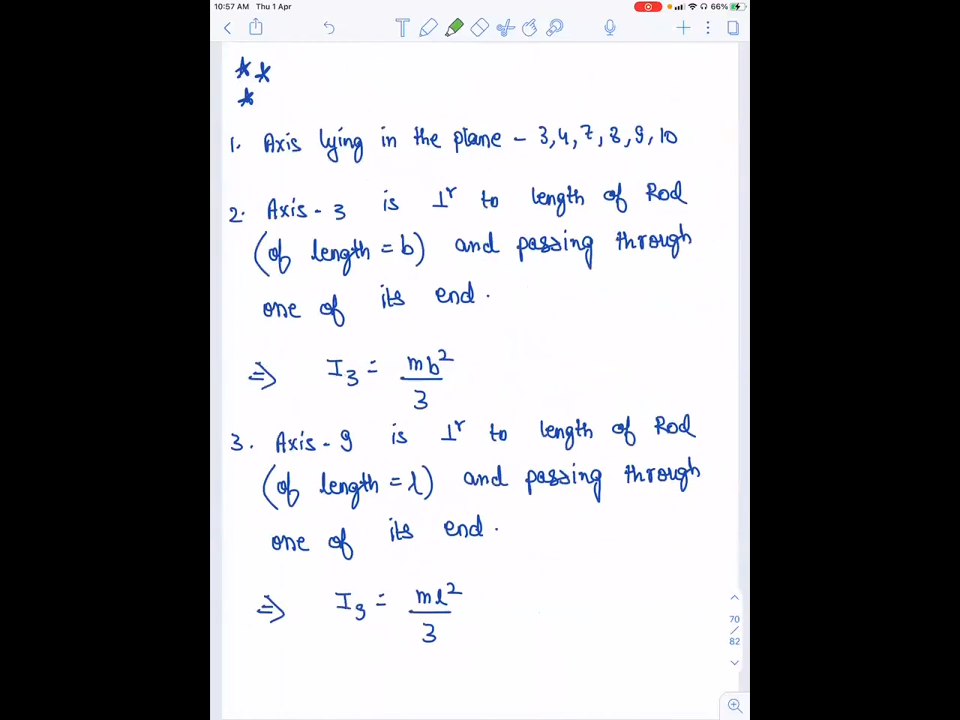 10:57 AM Thu 1 Apr
66%
1. Axis lying in the plane - 3,4,7,8,9,10
2. Axis - 3 is ⊥r to length of Rod
(of length = b) and passing through
one of its end.
⇒ I3 = mb²/3
3. Axis - 9 is ⊥r to length of Rod
(of length = l) and passing through
one of its end.
⇒ I9 = ml²/3
70
/
82